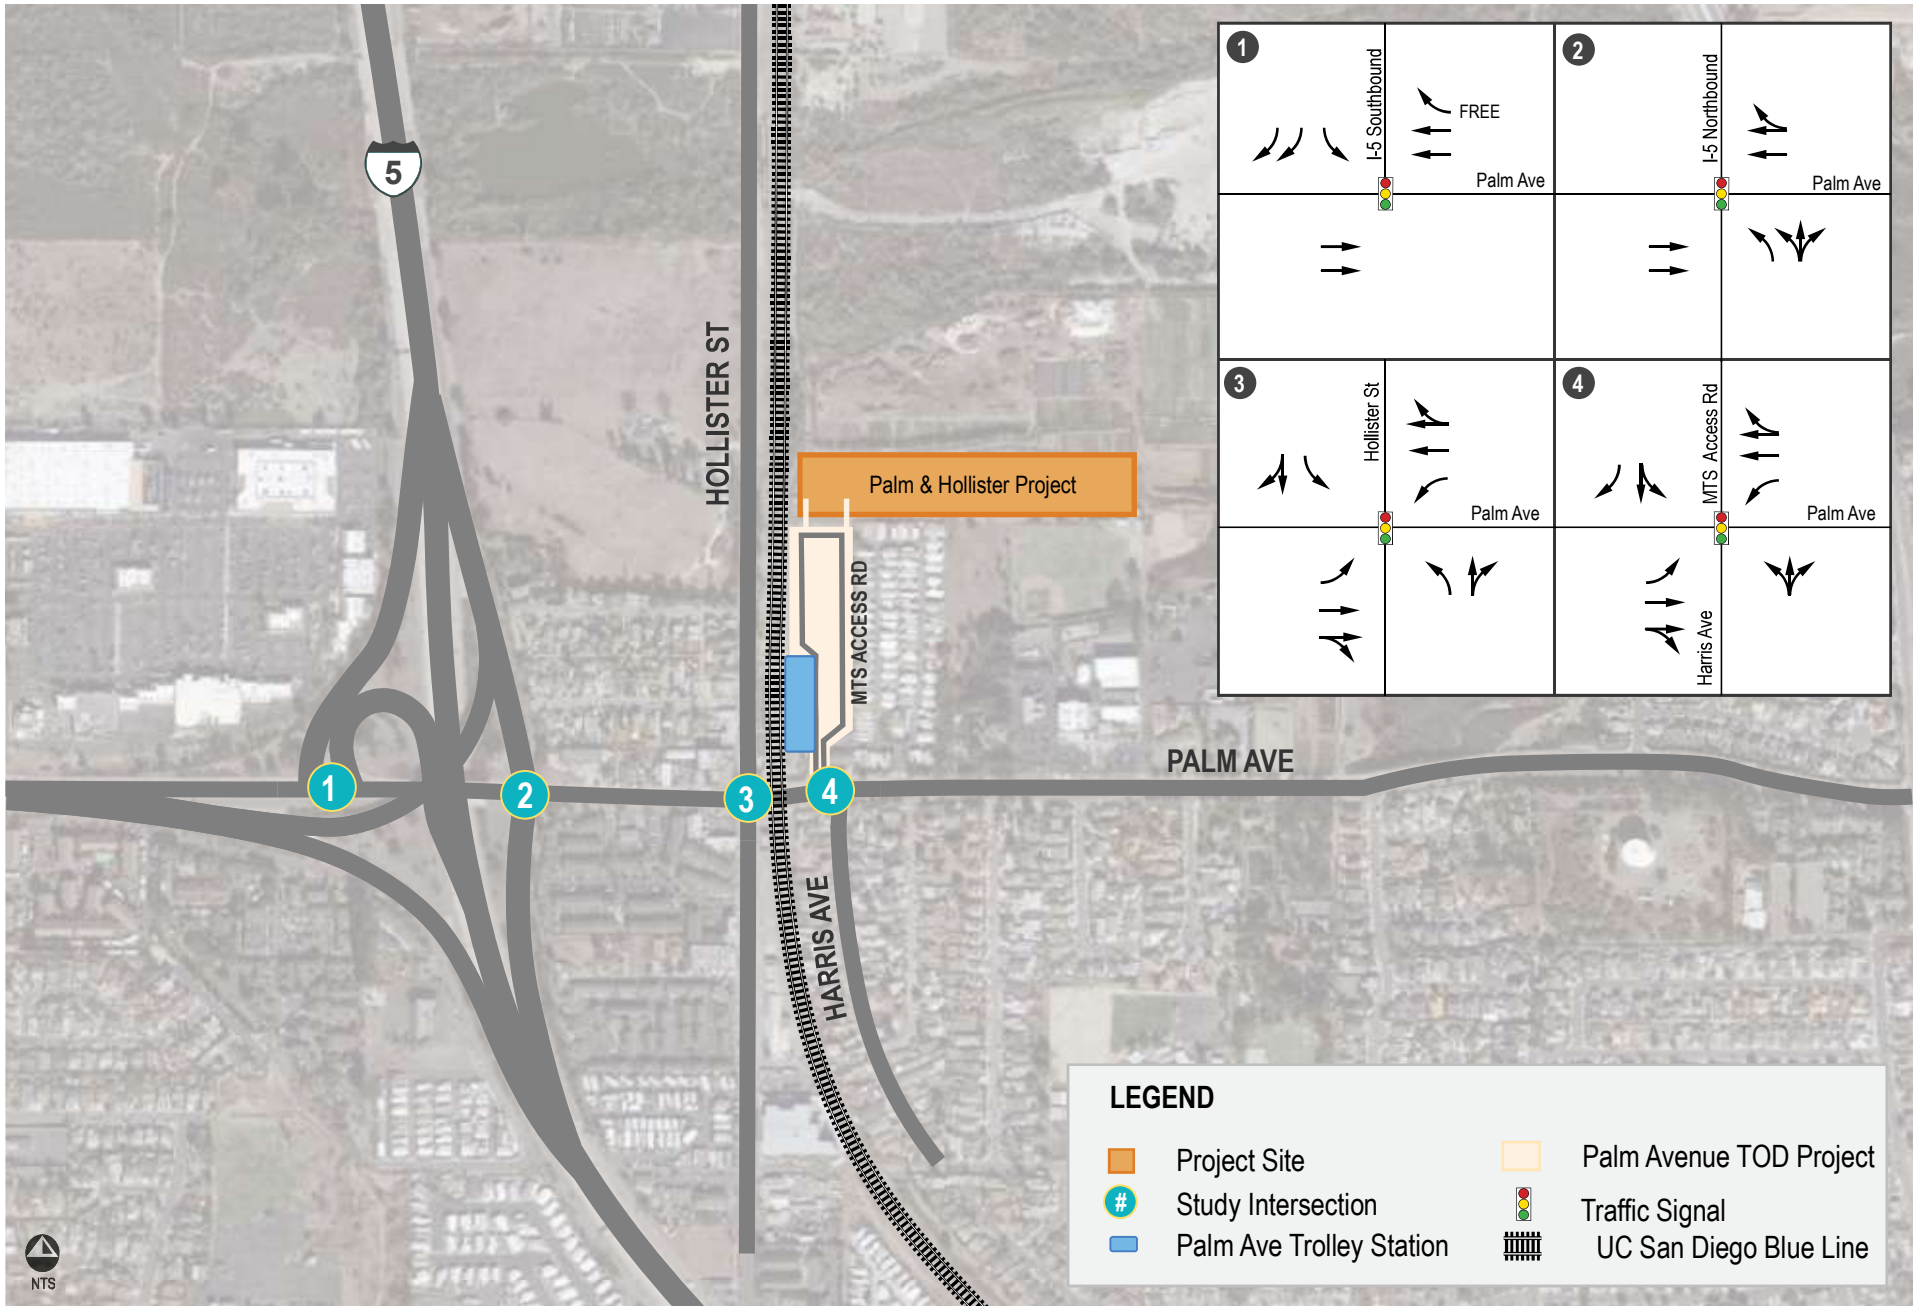 5
HOLLISTER ST
Palm & Hollister Project
MTS ACCESS RD
PALM AVE
HARRIS AVE
1
2
3
4
1
I-5 Southbound
FREE
Palm Ave
2
I-5 Northbound
Palm Ave
3
Hollister St
Palm Ave
4
MTS Access Rd
Palm Ave
Harris Ave
LEGEND
Project Site
# Study Intersection
Palm Ave Trolley Station
Palm Avenue TOD Project
Traffic Signal
UC San Diego Blue Line
NTS